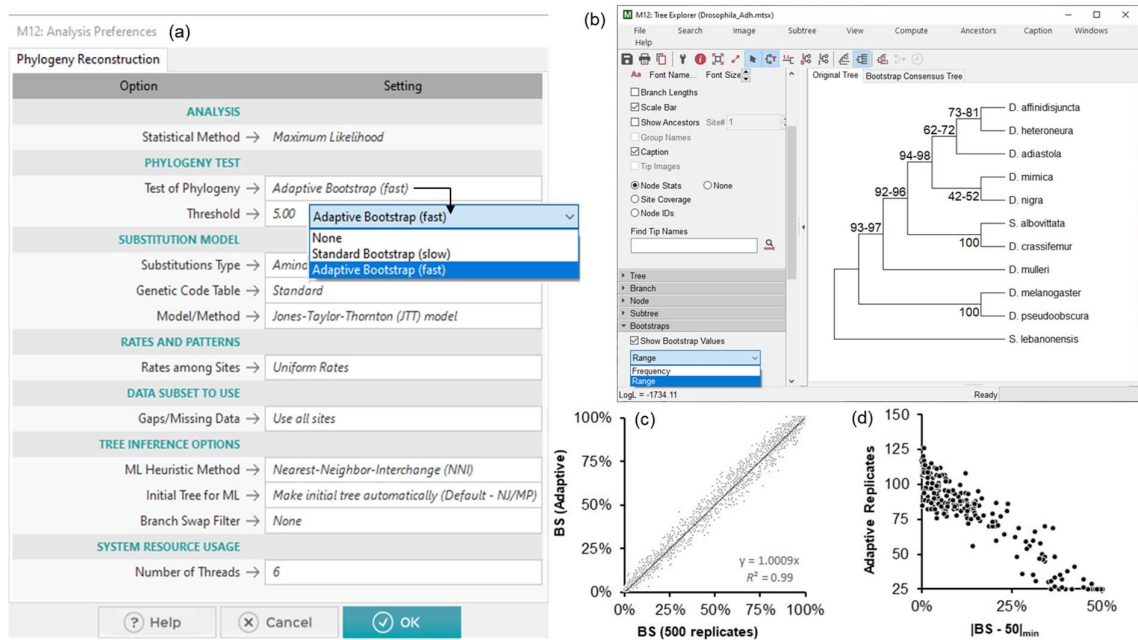 M12: Analysis Preferences (a)
Phylogeny Reconstruction
Option Setting
ANALYSIS
Statistical Method → Maximum Likelihood
PHYLOGENY TEST
Test of Phylogeny → Adaptive Bootstrap (fast)
Threshold → 5.00
Adaptive Bootstrap (fast)
None
Standard Bootstrap (slow)
Adaptive Bootstrap (fast)
SUBSTITUTION MODEL
Substitutions Type → Amino
Genetic Code Table → Standard
Model/Method → Jones-Taylor-Thornton (JTT) model
RATES AND PATTERNS
Rates among Sites → Uniform Rates
DATA SUBSET TO USE
Gaps/Missing Data → Use all sites
TREE INFERENCE OPTIONS
ML Heuristic Method → Nearest-Neighbor-Interchange (NNI)
Initial Tree for ML → Make initial tree automatically (Default - NJ/MP)
Branch Swap Filter → None
SYSTEM RESOURCE USAGE
Number of Threads → 6
? Help
Cancel
OK
(b)
M
M12: Tree Explorer (Drosophila_Adh.mtsx)
File Search Image Subtree View Compute Ancestors Caption Windows
Help
Aa Font Name... Font Size
Branch Lengths
Scale Bar
Show Ancestors Site# 1
Group Names
Caption
Tip Images
Node Stats None
Site Coverage
Node IDs
Find Tip Names
Tree
Branch
Node
Subtree
Bootstraps
Show Bootstrap Values
Range
Frequency
Range
LogL = -1734.11 Ready
Original Tree Bootstrap Consensus Tree
73-81
62-72
94-98
92-96
42-52
93-97
100
100
D. affinidisjuncta
D. heteroneura
D. adiastola
D. mimica
D. nigra
S. albovittata
D. crassifemur
D. mulleri
D. melanogaster
D. pseudoobscura
S. lebanonensis
(c)
BS (Adaptive)
100%
75%
50%
25%
0%
y = 1.0009x
R² = 0.99
0% 25% 50% 75% 100%
BS (500 replicates)
(d)
Adaptive Replicates
150
125
100
75
50
25
0% 25% 50%
|BS - 50|min